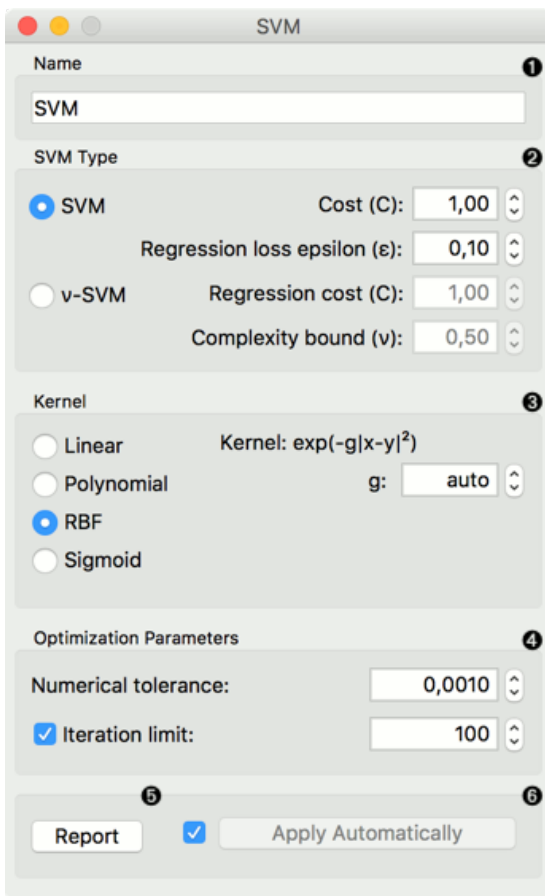 SVM
Name ❶
SVM
SVM Type ❷
SVM Cost (C): 1,00
Regression loss epsilon (ε): 0,10
ν-SVM Regression cost (C): 1,00
Complexity bound (ν): 0,50
Kernel ❸
Linear Kernel: exp(-g|x-y|²)
Polynomial g: auto
RBF
Sigmoid
Optimization Parameters ❹
Numerical tolerance: 0,0010
Iteration limit: 100
❺ ❻
Report Apply Automatically